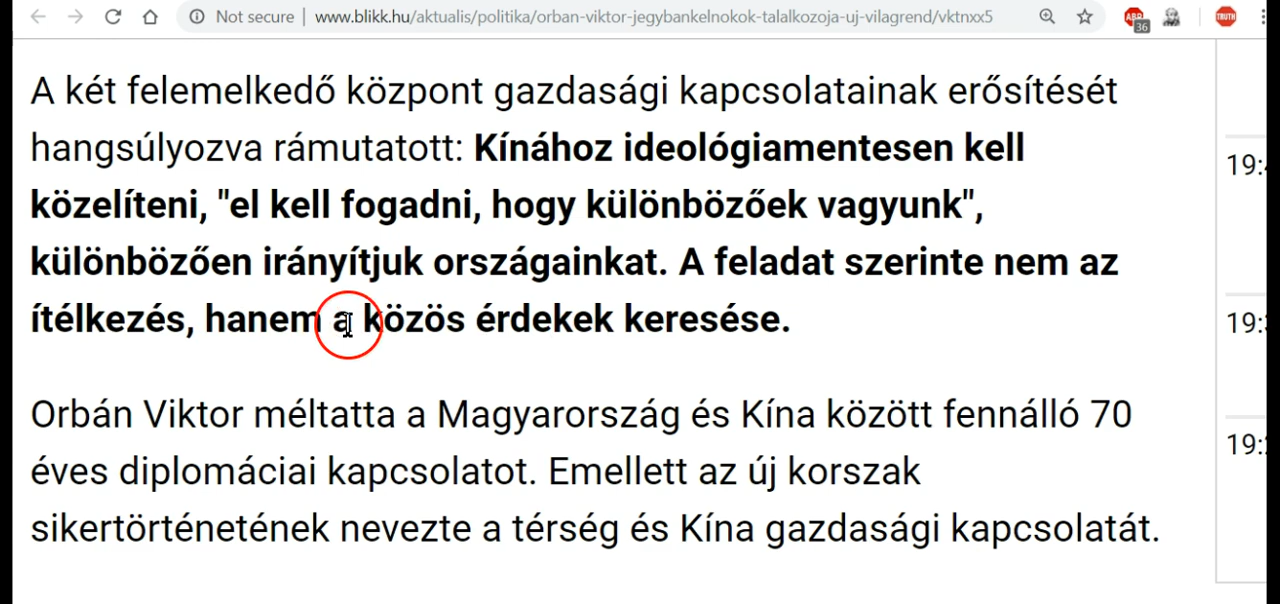 Not secure | www.blikk.hu/aktualis/politika/orban-viktor-jegybankelnokok-talalkozoja-uj-vilagrend/vktnxx5
36
TRUTH
A két felemelkedő központ gazdasági kapcsolatainak erősítését
hangsúlyozva rámutatott: Kínához ideológiamentesen kell
közelíteni, "el kell fogadni, hogy különbözőek vagyunk",
különbözően irányítjuk országainkat. A feladat szerinte nem az
ítélkezés, hanem a közös érdekek keresése.
Orbán Viktor méltatta a Magyarország és Kína között fennálló 70
éves diplomáciai kapcsolatot. Emellett az új korszak
sikertörténetének nevezte a térség és Kína gazdasági kapcsolatát.